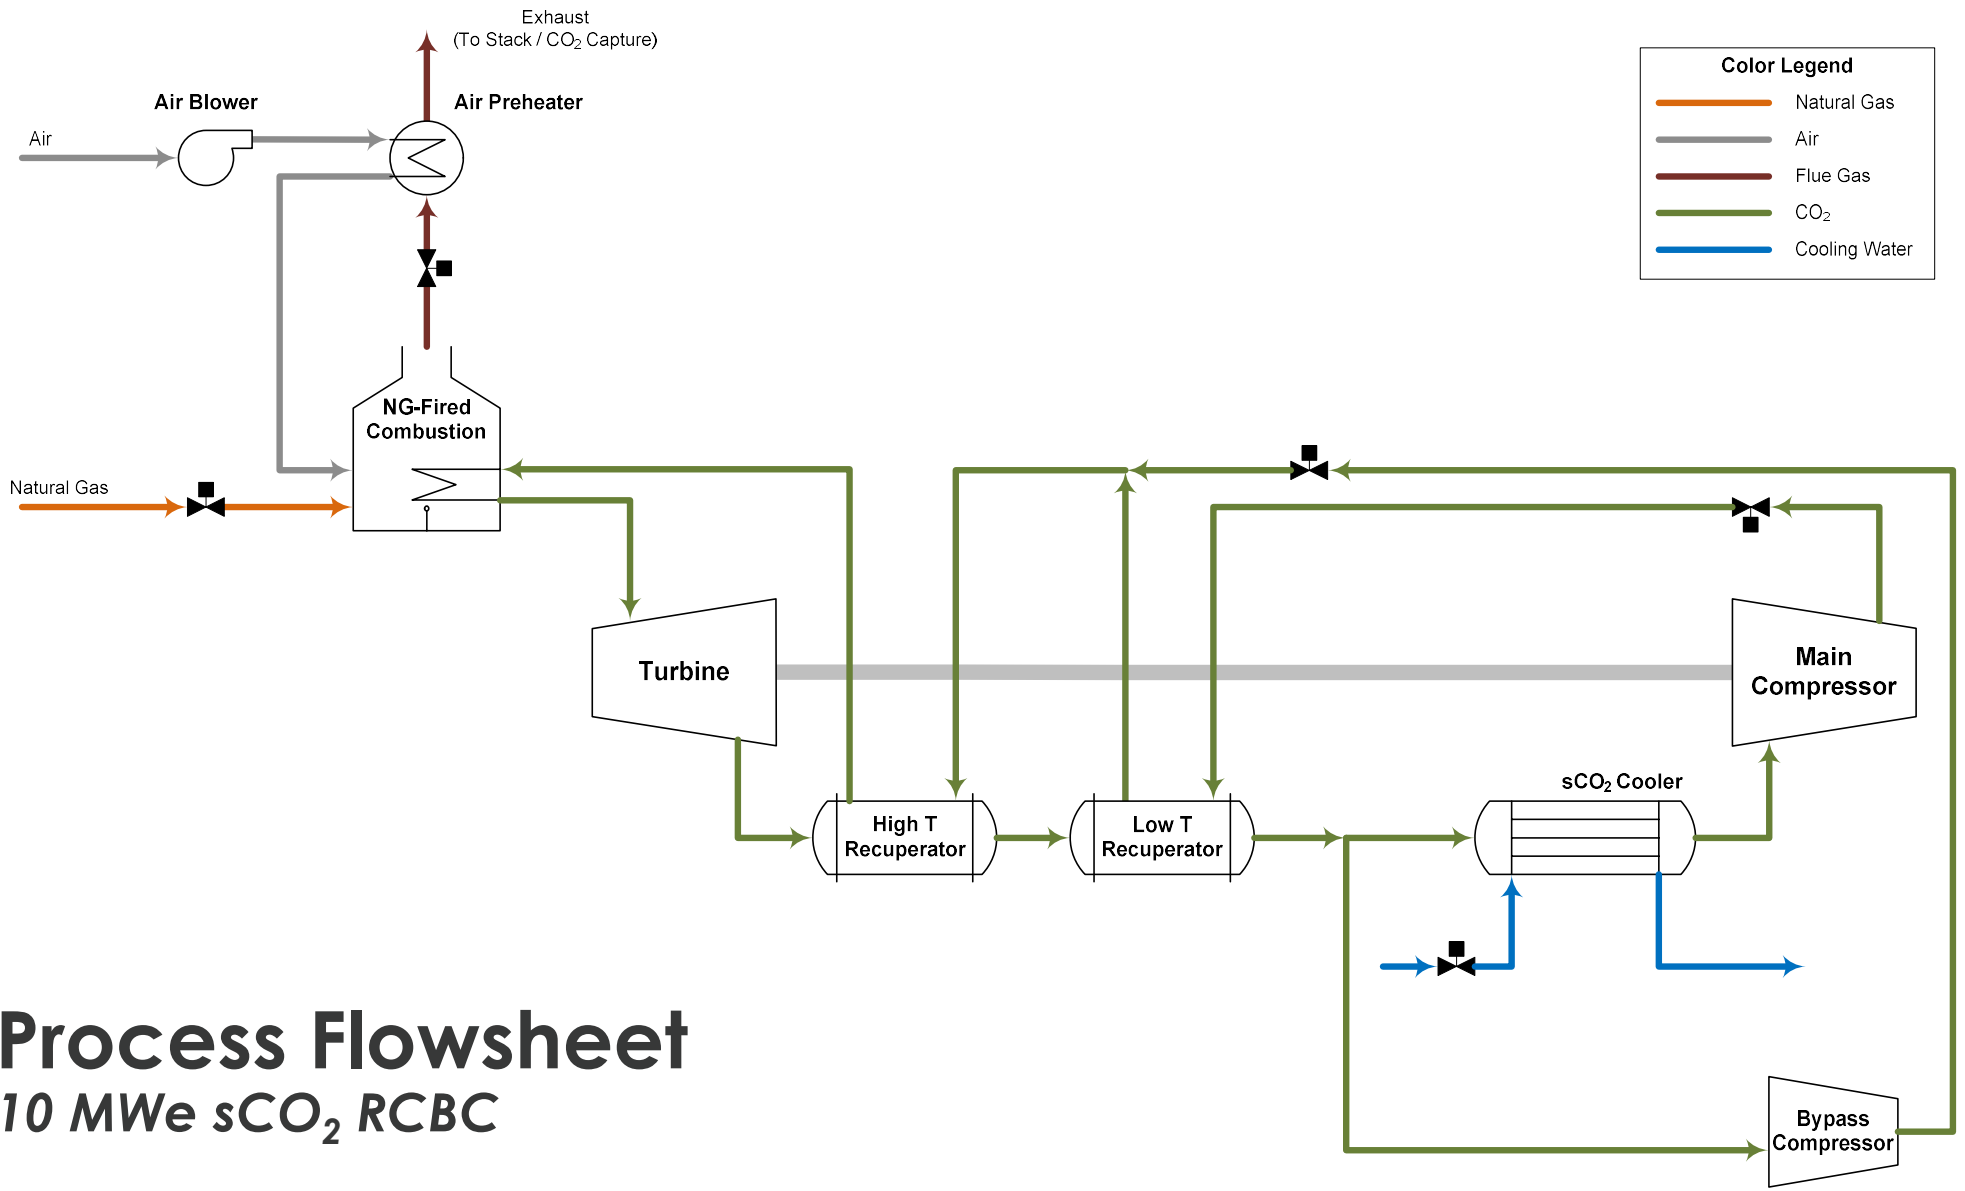 Exhaust
(To Stack / CO₂ Capture)
Color Legend
Natural Gas
Air
Flue Gas
CO₂
Cooling Water
Air Blower
Air Preheater
Air
NG-Fired
Combustion
Natural Gas
Turbine
Main
Compressor
sCO₂ Cooler
High T
Recuperator
Low T
Recuperator
Process Flowsheet
10 MWe sCO₂ RCBC
Bypass
Compressor